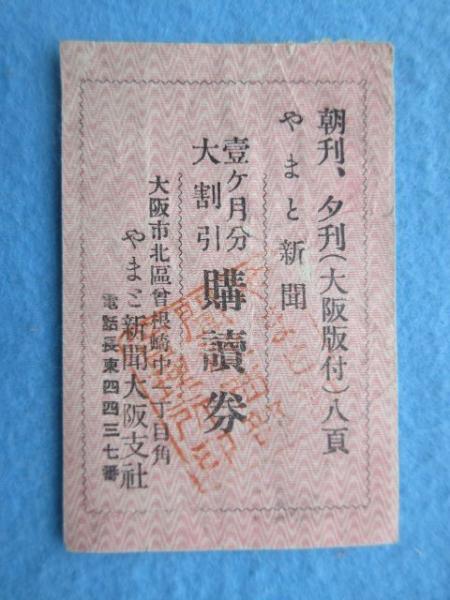 朝刊、夕刊(大阪版付)八頁
やまと新聞
壹ケ月分
大割引
購讀券
大阪市北區曾根崎中一丁目角
やまと新聞大阪支社
電話長東四四三七番